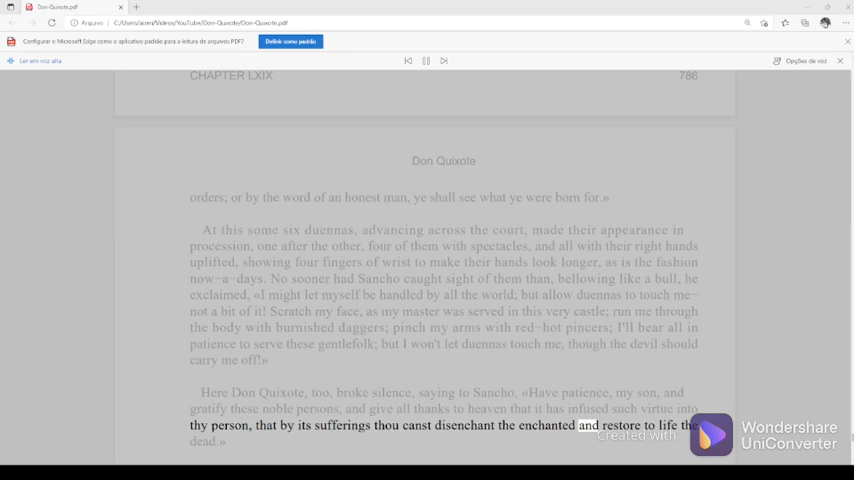 Don-Quixote.pdf
Arquivo | C:/Users/aoms/Videos/YouTube/Don-Quixote/Don-Quixote.pdf
Configurar o Microsoft Edge como o aplicativo padrão para a leitura de arquivos PDF? Definir como padrão
Ler em voz alta Opções de voz
CHAPTER LXIX 786
Don Quixote
orders; or by the word of an honest man, ye shall see what ye were born for.»
At this some six duennas, advancing across the court, made their appearance in
procession, one after the other, four of them with spectacles, and all with their right hands
uplifted, showing four fingers of wrist to make their hands look longer, as is the fashion
now−a−days. No sooner had Sancho caught sight of them than, bellowing like a bull, he
exclaimed, «I might let myself be handled by all the world; but allow duennas to touch me−
not a bit of it! Scratch my face, as my master was served in this very castle; run me through
the body with burnished daggers; pinch my arms with red−hot pincers; I'll bear all in
patience to serve these gentlefolk; but I won't let duennas touch me, though the devil should
carry me off!»
Here Don Quixote, too, broke silence, saying to Sancho, «Have patience, my son, and
gratify these noble persons, and give all thanks to heaven that it has infused such virtue into
thy person, that by its sufferings thou canst disenchant the enchanted and restore to life the
dead.»
Created with
Wondershare
UniConverter